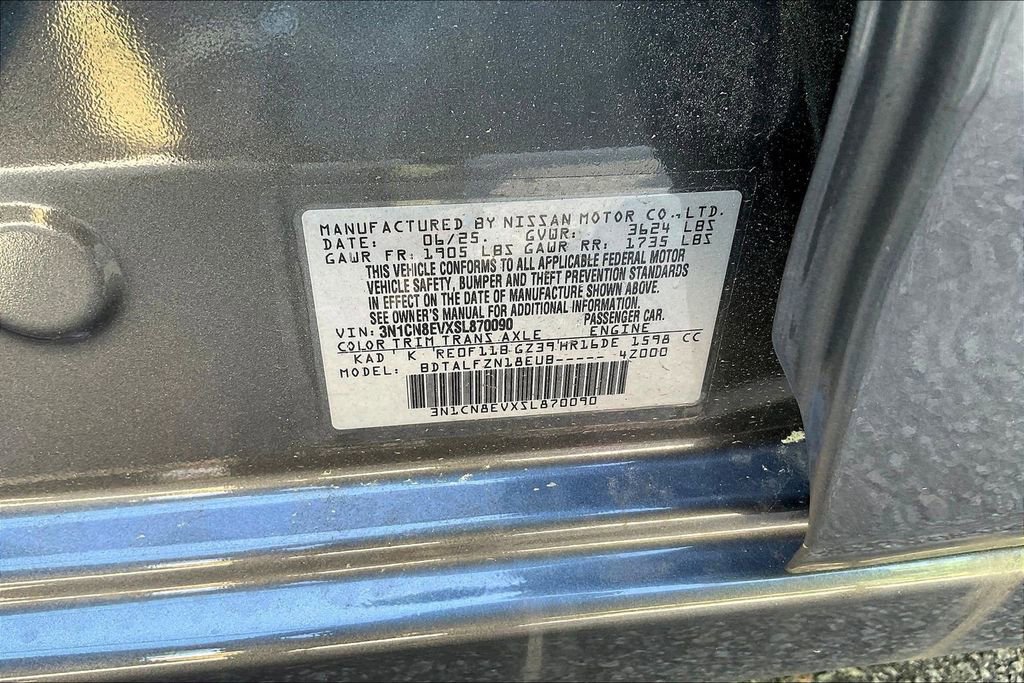 MANUFACTURED BY NISSAN MOTOR CO., LTD.
DATE: 06/25. GVWR: 3624 LBS
GAWR FR: 1905 LBS GAWR RR: 1735 LBS
THIS VEHICLE CONFORMS TO ALL APPLICABLE FEDERAL MOTOR
VEHICLE SAFETY, BUMPER AND THEFT PREVENTION STANDARDS
IN EFFECT ON THE DATE OF MANUFACTURE SHOWN ABOVE.
SEE OWNER'S MANUAL FOR ADDITIONAL INFORMATION.
VIN: 3N1CN8EVXSL870090 PASSENGER CAR
COLOR TRIM TRANS AXLE ENGINE
KAD K RE0F11B GZ39 HR16DE 1598 CC
MODEL: BDTALFZN18EUB----- 4Z000
3N1CN8EVXSL870090